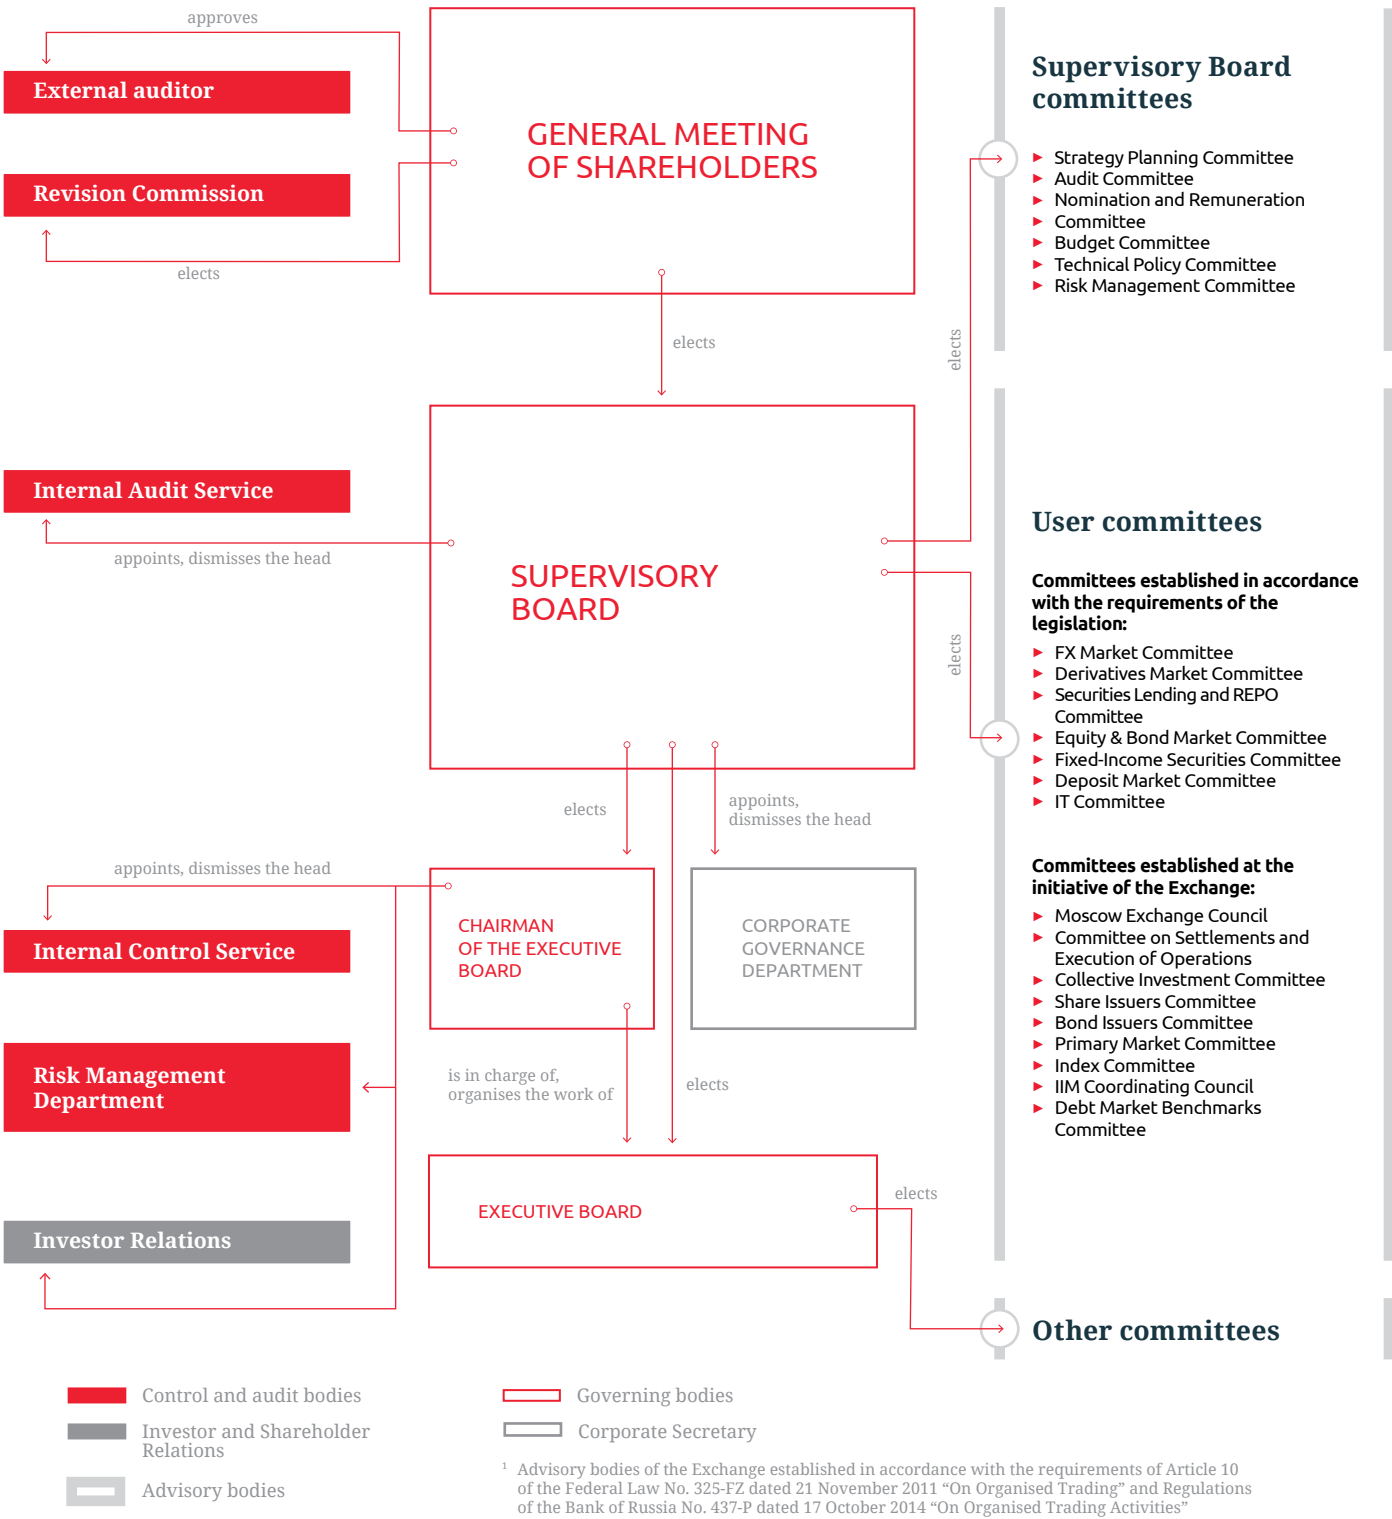 approves
External auditor
GENERAL MEETING
OF SHAREHOLDERS
Revision Commission
elects
elects
Supervisory Board
committees
Strategy Planning Committee
Audit Committee
Nomination and Remuneration
Committee
Budget Committee
Technical Policy Committee
Risk Management Committee
elects
Internal Audit Service
appoints, dismisses the head
SUPERVISORY
BOARD
elects
User committees
Committees established in accordance
with the requirements of the
legislation:
FX Market Committee
Derivatives Market Committee
Securities Lending and REPO
Committee
Equity & Bond Market Committee
Fixed-Income Securities Committee
Deposit Market Committee
IT Committee
elects
appoints,
dismisses the head
appoints, dismisses the head
Internal Control Service
CHAIRMAN
OF THE EXECUTIVE
BOARD
CORPORATE
GOVERNANCE
DEPARTMENT
Committees established at the
initiative of the Exchange:
Moscow Exchange Council
Committee on Settlements and
Execution of Operations
Collective Investment Committee
Share Issuers Committee
Bond Issuers Committee
Primary Market Committee
Index Committee
IIM Coordinating Council
Debt Market Benchmarks
Committee
Risk Management
Department
is in charge of,
organises the work of
elects
Investor Relations
EXECUTIVE BOARD
elects
Other committees
Control and audit bodies
Investor and Shareholder
Relations
Advisory bodies
Governing bodies
Corporate Secretary
1 Advisory bodies of the Exchange established in accordance with the requirements of Article 10
of the Federal Law No. 325-FZ dated 21 November 2011 “On Organised Trading” and Regulations
of the Bank of Russia No. 437-P dated 17 October 2014 “On Organised Trading Activities”